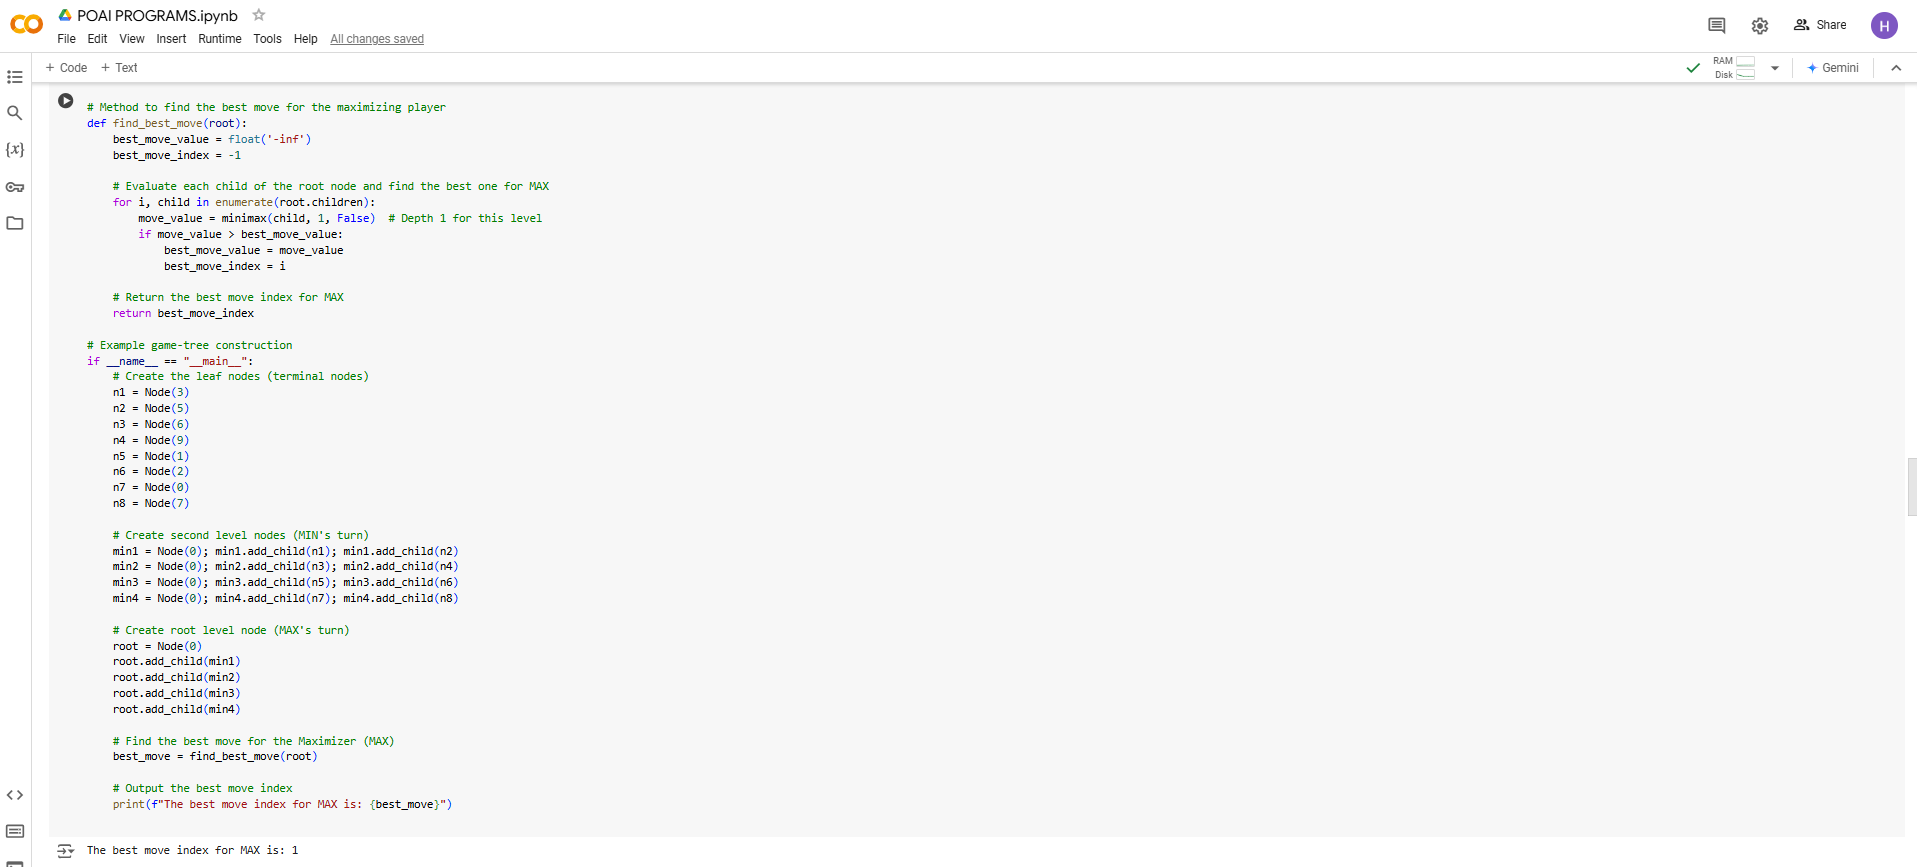 POAI PROGRAMS.ipynb
File Edit View Insert Runtime Tools Help All changes saved
Share
H
+ Code + Text
RAM
Disk
Gemini
# Method to find the best move for the maximizing player
def find_best_move(root):
    best_move_value = float('-inf')
    best_move_index = -1
    # Evaluate each child of the root node and find the best one for MAX
    for i, child in enumerate(root.children):
        move_value = minimax(child, 1, False)  # Depth 1 for this level
        if move_value > best_move_value:
            best_move_value = move_value
            best_move_index = i
    # Return the best move index for MAX
    return best_move_index
# Example game-tree construction
if __name__ == "__main__":
    # Create the leaf nodes (terminal nodes)
    n1 = Node(3)
    n2 = Node(5)
    n3 = Node(6)
    n4 = Node(9)
    n5 = Node(1)
    n6 = Node(2)
    n7 = Node(0)
    n8 = Node(7)
    # Create second level nodes (MIN's turn)
    min1 = Node(0); min1.add_child(n1); min1.add_child(n2)
    min2 = Node(0); min2.add_child(n3); min2.add_child(n4)
    min3 = Node(0); min3.add_child(n5); min3.add_child(n6)
    min4 = Node(0); min4.add_child(n7); min4.add_child(n8)
    # Create root level node (MAX's turn)
    root = Node(0)
    root.add_child(min1)
    root.add_child(min2)
    root.add_child(min3)
    root.add_child(min4)
    # Find the best move for the Maximizer (MAX)
    best_move = find_best_move(root)
    # Output the best move index
    print(f"The best move index for MAX is: {best_move}")
The best move index for MAX is: 1